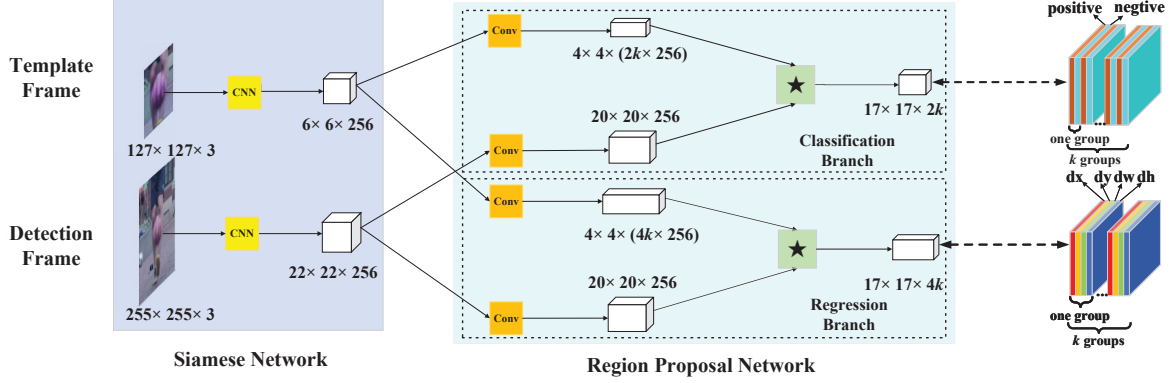 Template
Frame
127× 127× 3
CNN
6× 6× 256
Detection
Frame
255× 255× 3
CNN
22× 22× 256
Siamese Network
Conv
4× 4× (2k× 256)
Conv
20× 20× 256
★
17× 17× 2k
Classification
Branch
Conv
4× 4× (4k× 256)
Conv
20× 20× 256
★
17× 17× 4k
Regression
Branch
Region Proposal Network
positive negtive
...
one group
k groups
dx dy dw dh
...
one group
k groups